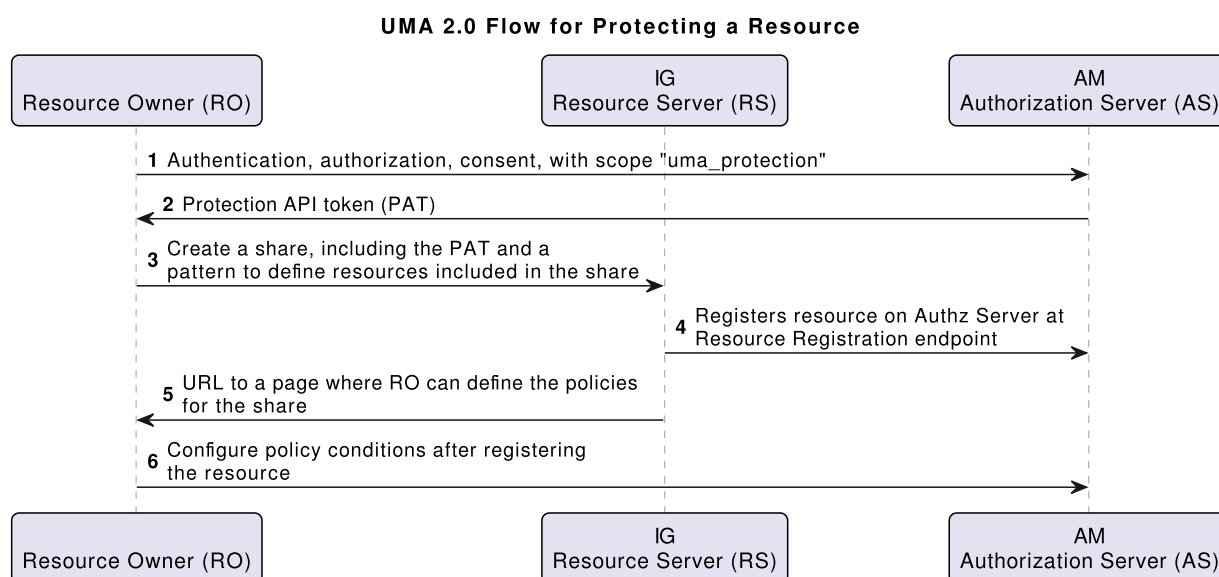 UMA 2.0 Flow for Protecting a Resource
Resource Owner (RO)
IG
Resource Server (RS)
AM
Authorization Server (AS)
1 Authentication, authorization, consent, with scope "uma_protection"
2 Protection API token (PAT)
3 Create a share, including the PAT and a
pattern to define resources included in the share
4 Registers resource on Authz Server at
Resource Registration endpoint
5 URL to a page where RO can define the policies
for the share
6 Configure policy conditions after registering
the resource
Resource Owner (RO)
IG
Resource Server (RS)
AM
Authorization Server (AS)